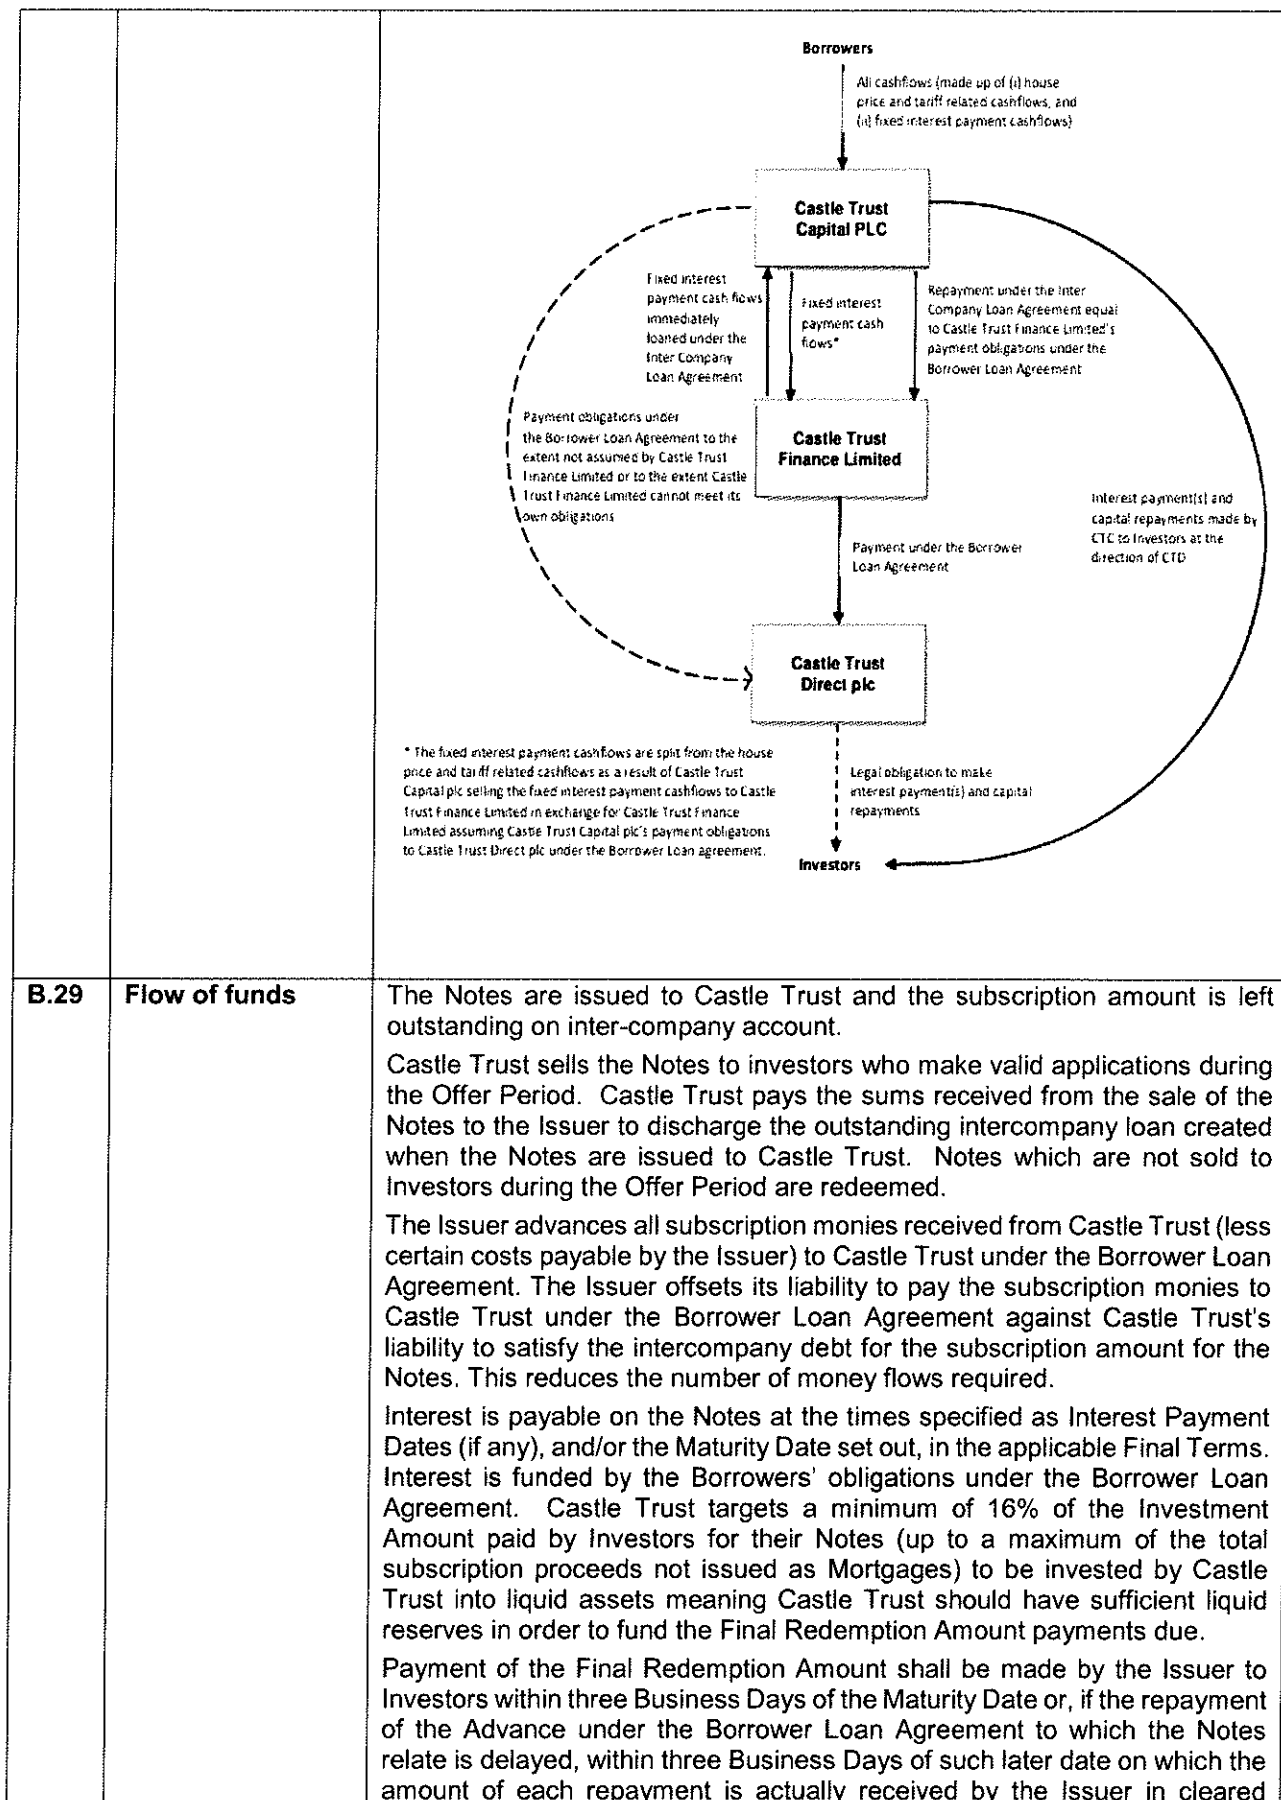 Borrowers
All cashflows (made up of (i) house
price and tariff related cashflows, and
(ii) fixed interest payment cashflows)
Castle Trust
Capital PLC
Fixed interest
payment cash flows
immediately
loaned under the
Inter Company
Loan Agreement
Fixed interest
payment cash
flows*
Repayment under the Inter
Company Loan Agreement equal
to Castle Trust Finance Limited's
payment obligations under the
Borrower Loan Agreement
Payment obligations under
the Borrower Loan Agreement to the
extent not assumed by Castle Trust
Finance Limited or to the extent Castle
Trust Finance Limited cannot meet its
own obligations
Castle Trust
Finance Limited
Interest payment(s) and
capital repayments made by
CTC to Investors at the
direction of CTD
Payment under the Borrower
Loan Agreement
Castle Trust
Direct plc
* The fixed interest payment cashflows are split from the house
price and tariff related cashflows as a result of Castle Trust
Capital plc selling the fixed interest payment cashflows to Castle
Trust Finance Limited in exchange for Castle Trust Finance
Limited assuming Castle Trust Capital plc's payment obligations
to Castle Trust Direct plc under the Borrower Loan agreement.
Legal obligation to make
interest payment(s) and capital
repayments
Investors
B.29 Flow of funds
The Notes are issued to Castle Trust and the subscription amount is left
outstanding on inter-company account.
Castle Trust sells the Notes to investors who make valid applications during
the Offer Period. Castle Trust pays the sums received from the sale of the
Notes to the Issuer to discharge the outstanding intercompany loan created
when the Notes are issued to Castle Trust. Notes which are not sold to
Investors during the Offer Period are redeemed.
The Issuer advances all subscription monies received from Castle Trust (less
certain costs payable by the Issuer) to Castle Trust under the Borrower Loan
Agreement. The Issuer offsets its liability to pay the subscription monies to
Castle Trust under the Borrower Loan Agreement against Castle Trust's
liability to satisfy the intercompany debt for the subscription amount for the
Notes. This reduces the number of money flows required.
Interest is payable on the Notes at the times specified as Interest Payment
Dates (if any), and/or the Maturity Date set out, in the applicable Final Terms.
Interest is funded by the Borrowers' obligations under the Borrower Loan
Agreement. Castle Trust targets a minimum of 16% of the Investment
Amount paid by Investors for their Notes (up to a maximum of the total
subscription proceeds not issued as Mortgages) to be invested by Castle
Trust into liquid assets meaning Castle Trust should have sufficient liquid
reserves in order to fund the Final Redemption Amount payments due.
Payment of the Final Redemption Amount shall be made by the Issuer to
Investors within three Business Days of the Maturity Date or, if the repayment
of the Advance under the Borrower Loan Agreement to which the Notes
relate is delayed, within three Business Days of such later date on which the
amount of each repayment is actually received by the Issuer in cleared